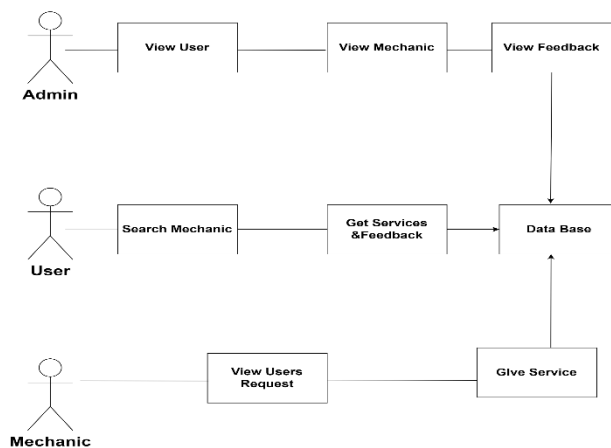 View User
View Mechanic
View Feedback
Admin
Search Mechanic
Get Services
&Feedback
Data Base
User
View Users
Request
GIve Service
Mechanic